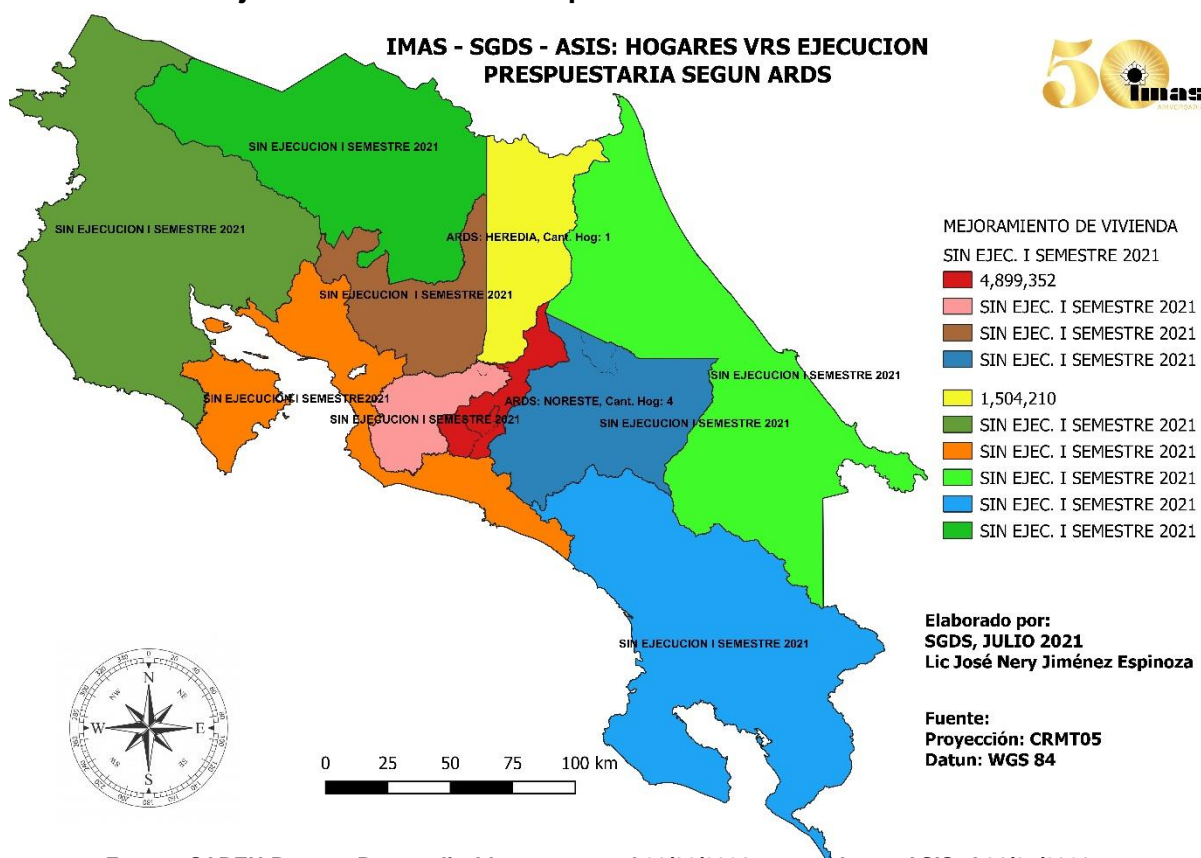 IMAS - SGDS - ASIS: HOGARES VRS EJECUCION
PRESPUESTARIA SEGUN ARDS
50 imas
ANIVERSARIO
SIN EJECUCION I SEMESTRE 2021
SIN EJECUCION I SEMESTRE 2021
ARDS: HEREDIA, Cant. Hog: 1
SIN EJECUCION I SEMESTRE 2021
SIN EJECUCION I SEMESTRE 2021
SIN EJECUCION I SEMESTRE2021
ARDS: NORESTE, Cant. Hog: 4
SIN EJECUCION I SEMESTRE 2021
SIN EJECUCION I SEMESTRE 2021
SIN EJECUCION I SEMESTRE 2021
MEJORAMIENTO DE VIVIENDA
SIN EJEC. I SEMESTRE 2021
4,899,352
SIN EJEC. I SEMESTRE 2021
SIN EJEC. I SEMESTRE 2021
SIN EJEC. I SEMESTRE 2021
1,504,210
SIN EJEC. I SEMESTRE 2021
SIN EJEC. I SEMESTRE 2021
SIN EJEC. I SEMESTRE 2021
SIN EJEC. I SEMESTRE 2021
SIN EJEC. I SEMESTRE 2021
Elaborado por:
SGDS, JULIO 2021
Lic José Nery Jiménez Espinoza
Fuente:
Proyección: CRMT05
Datun: WGS 84
N
NW NE
W E
S
0 25 50 75 100 km